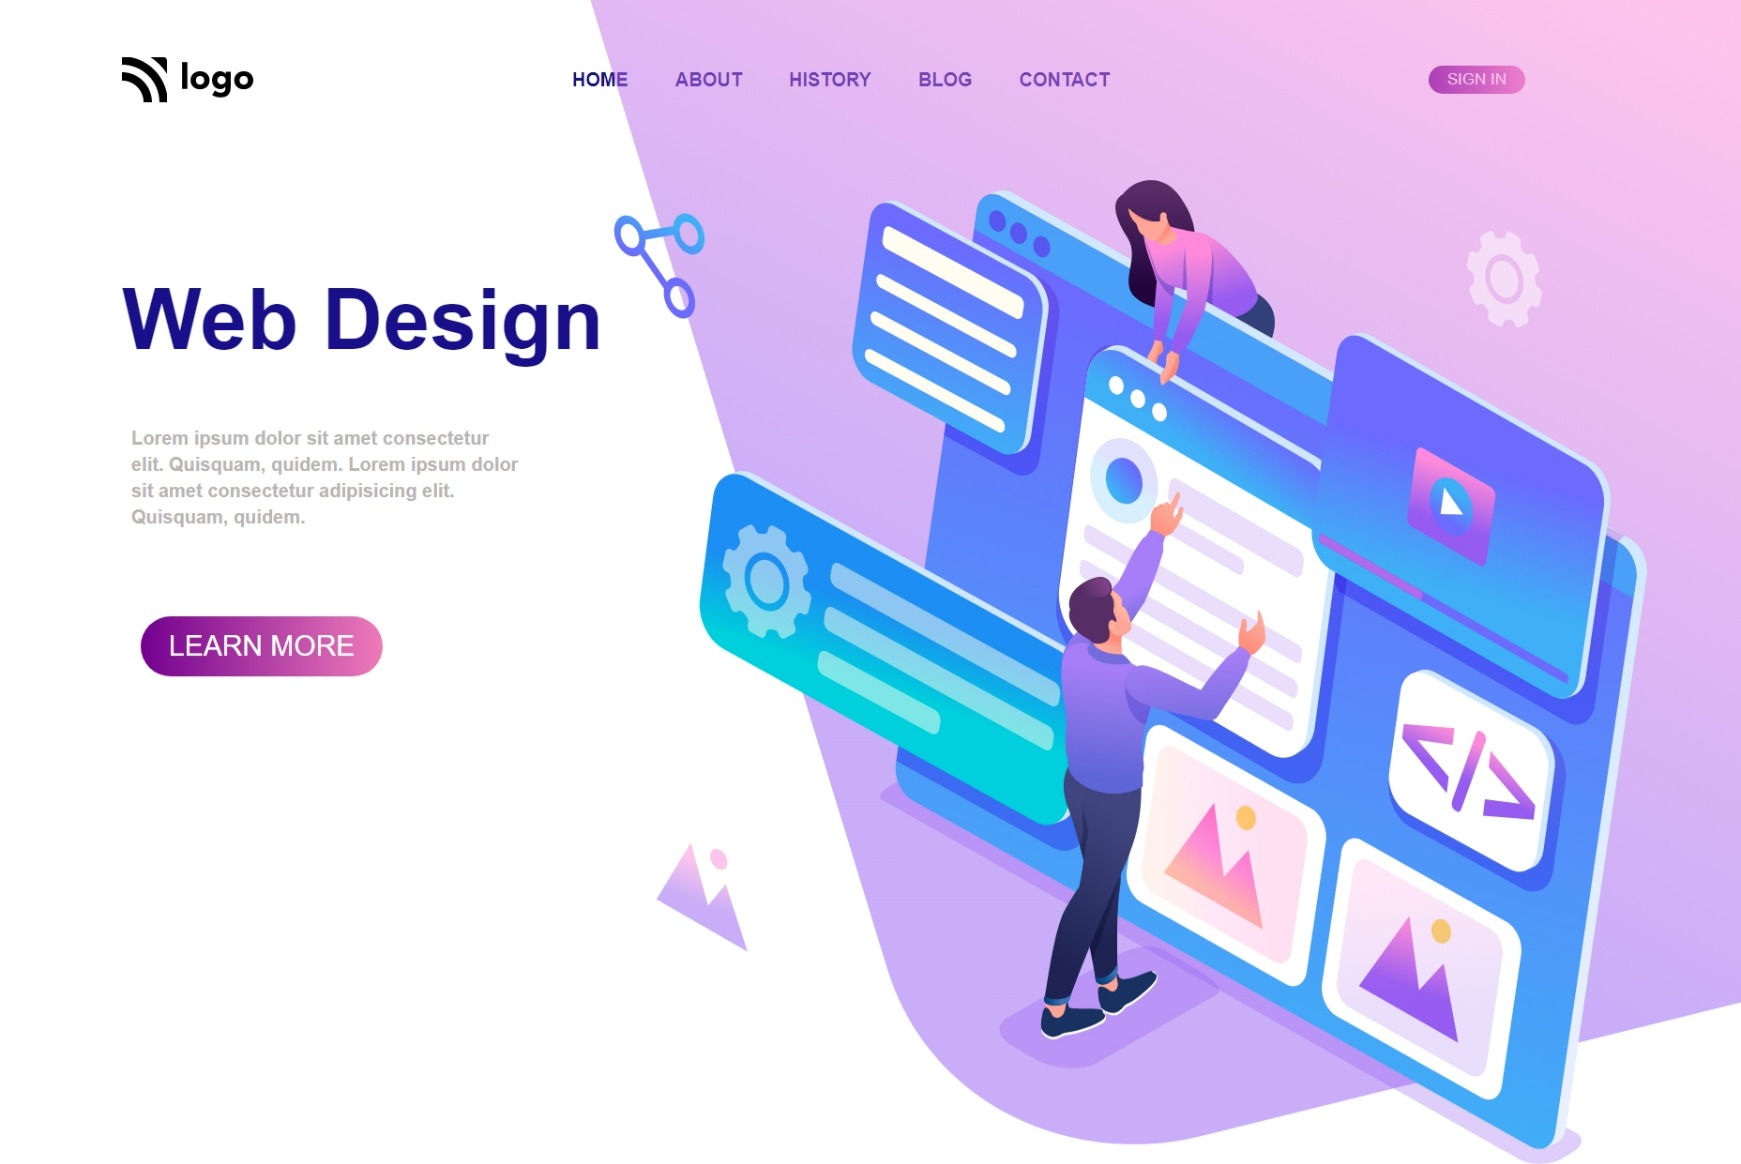 logo
HOME ABOUT HISTORY BLOG CONTACT SIGN IN
Web Design
Lorem ipsum dolor sit amet consectetur
elit. Quisquam, quidem. Lorem ipsum dolor
sit amet consectetur adipisicing elit.
Quisquam, quidem.
LEARN MORE